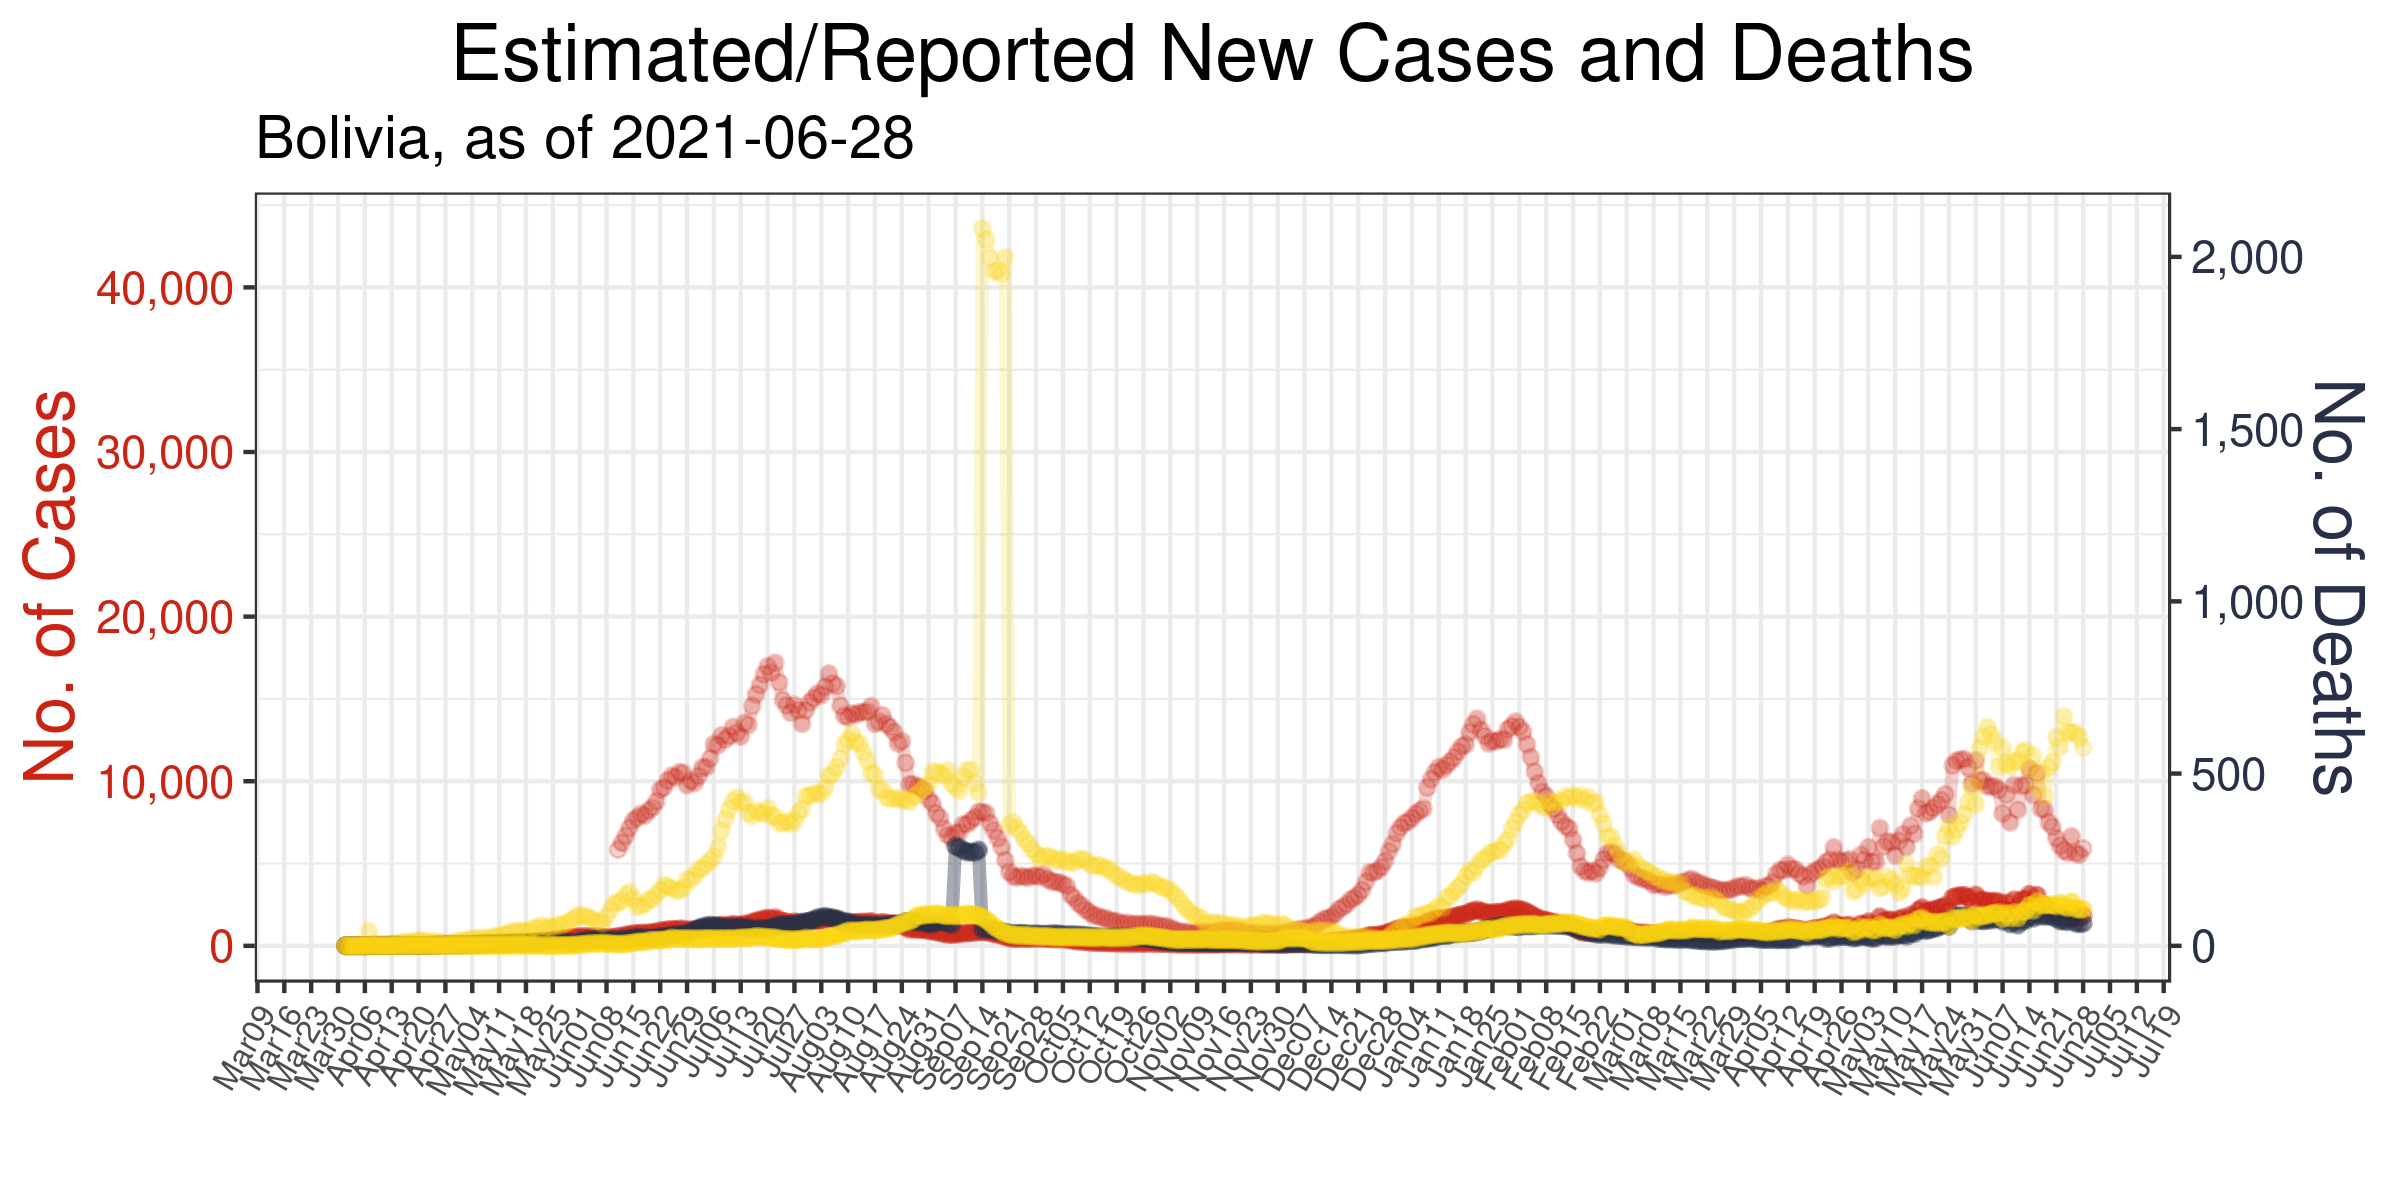 Estimated/Reported New Cases and Deaths
Bolivia, as of 2021-06-28
No. of Cases
40,000
30,000
20,000
10,000
0
2,000
1,500
1,000
500
0
No. of Deaths
Mar09
Mar16
Mar23
Mar30
Apr06
Apr13
Apr20
Apr27
May04
May11
May18
May25
Jun01
Jun08
Jun15
Jun22
Jun29
Jul06
Jul13
Jul20
Jul27
Aug03
Aug10
Aug17
Aug24
Aug31
Sep07
Sep14
Sep21
Sep28
Oct05
Oct12
Oct19
Oct26
Nov02
Nov09
Nov16
Nov23
Nov30
Dec07
Dec14
Dec21
Dec28
Jan04
Jan11
Jan18
Jan25
Feb01
Feb08
Feb15
Feb22
Mar01
Mar08
Mar15
Mar22
Mar29
Apr05
Apr12
Apr19
Apr26
May03
May10
May17
May24
May31
Jun07
Jun14
Jun21
Jun28
Jul05
Jul12
Jul19